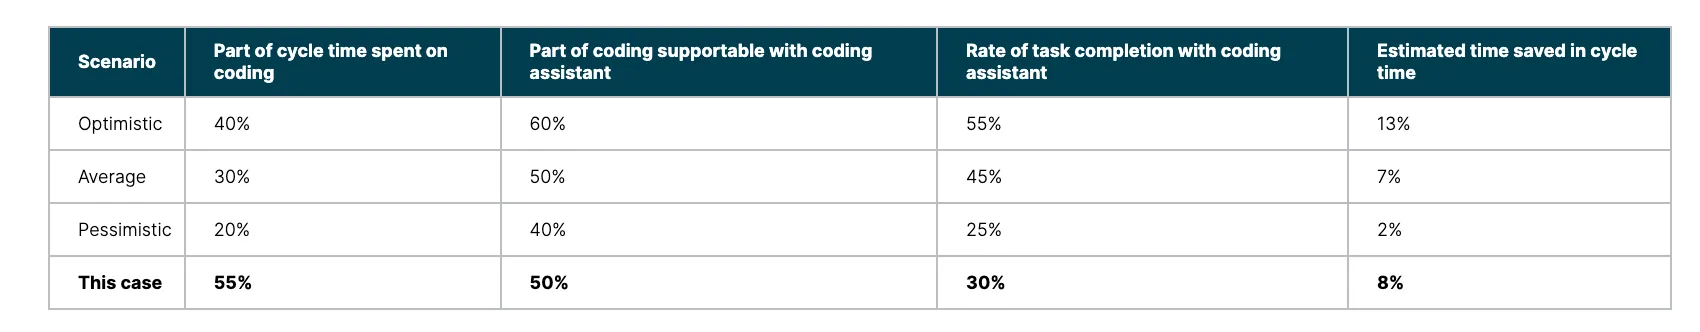 Scenario
Part of cycle time spent on
coding
Part of coding supportable with coding
assistant
Rate of task completion with coding
assistant
Estimated time saved in cycle
time
Optimistic 40% 60% 55% 13%
Average 30% 50% 45% 7%
Pessimistic 20% 40% 25% 2%
This case 55% 50% 30% 8%